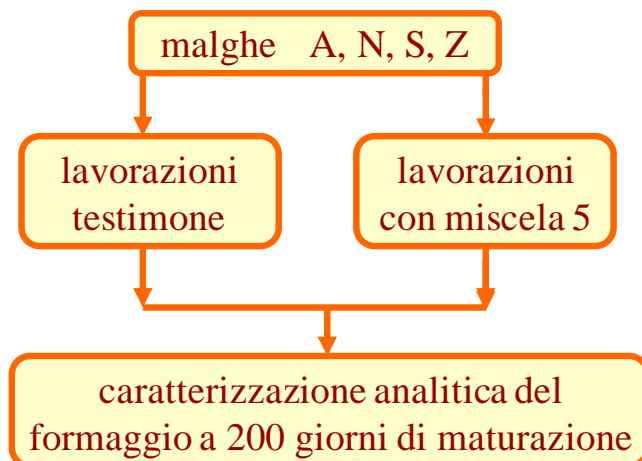 malghe A, N, S, Z
lavorazioni
testimone
lavorazioni
con miscela 5
caratterizzazione analitica del
formaggio a 200 giorni di maturazione